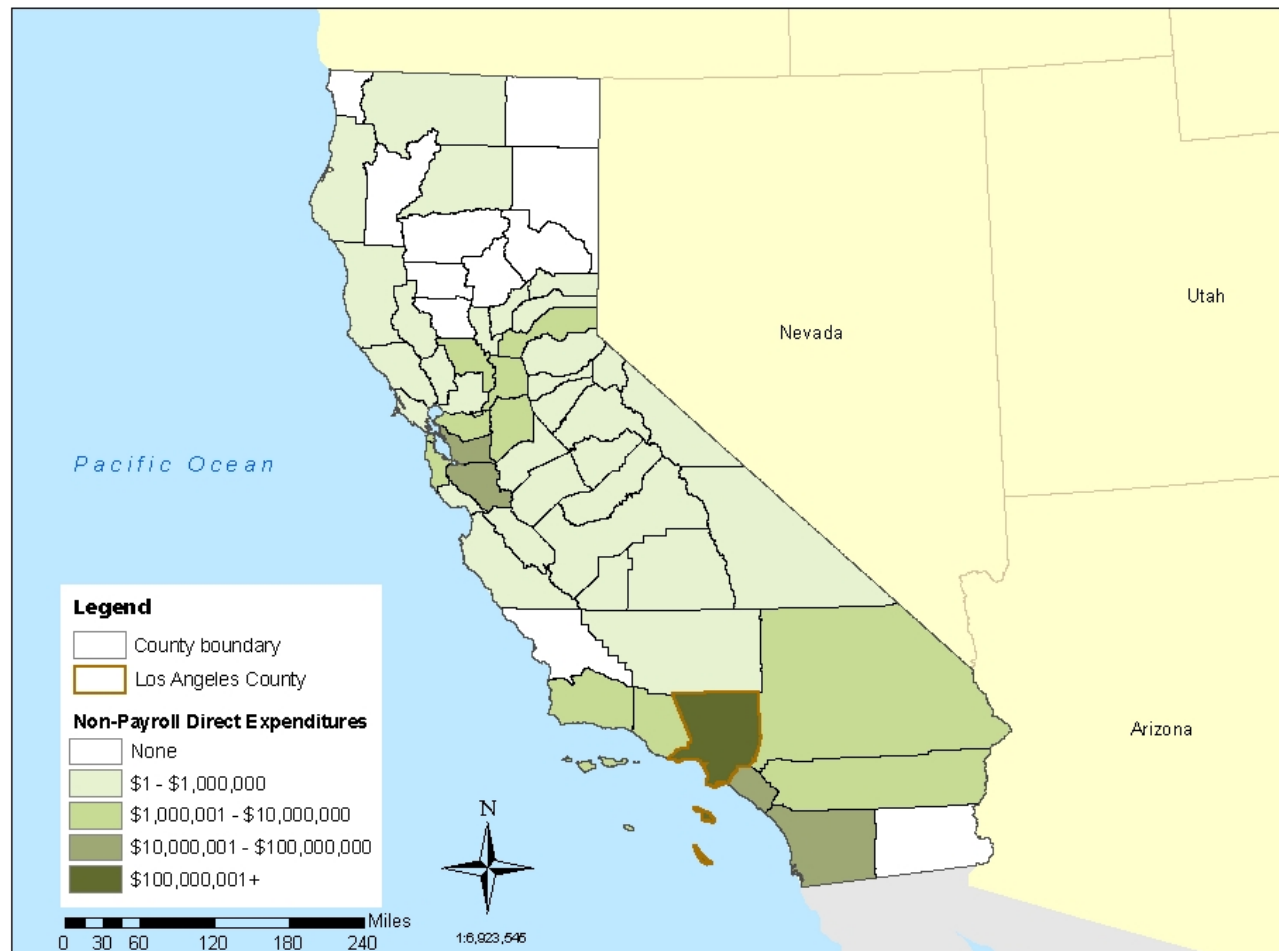 Utah
Nevada
Pacific Ocean
Arizona
Legend
County boundary
Los Angeles County
Non-Payroll Direct Expenditures
None
$1 - $1,000,000
$1,000,001 - $10,000,000
$10,000,001 - $100,000,000
$100,000,001+
Miles
0 30 60 120 180 240
N
1:6,923,545